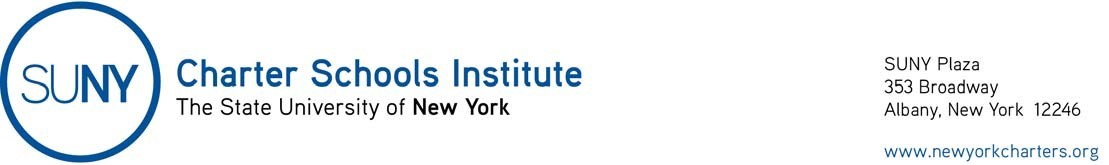 SUNY
Charter Schools Institute
The State University of New York
SUNY Plaza
353 Broadway
Albany, New York 12246
www.newyorkcharters.org